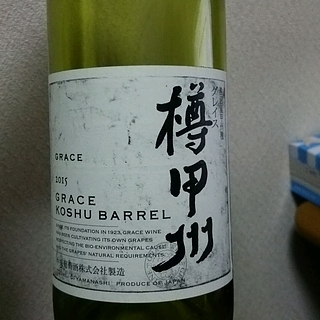 グレイス
樽甲州
GRACE
2015
GRACE
KOSHU BARREL
ITS FOUNDATION IN 1923, GRACE WINE
CULTIVATING ITS OWN GRAPES
THE BIO-ENVIRONMENTAL CAUSE
GRAPES' NATURAL REQUIREMENTS.
株式会社製造
YAMANASHI PRODUCE OF JAPAN